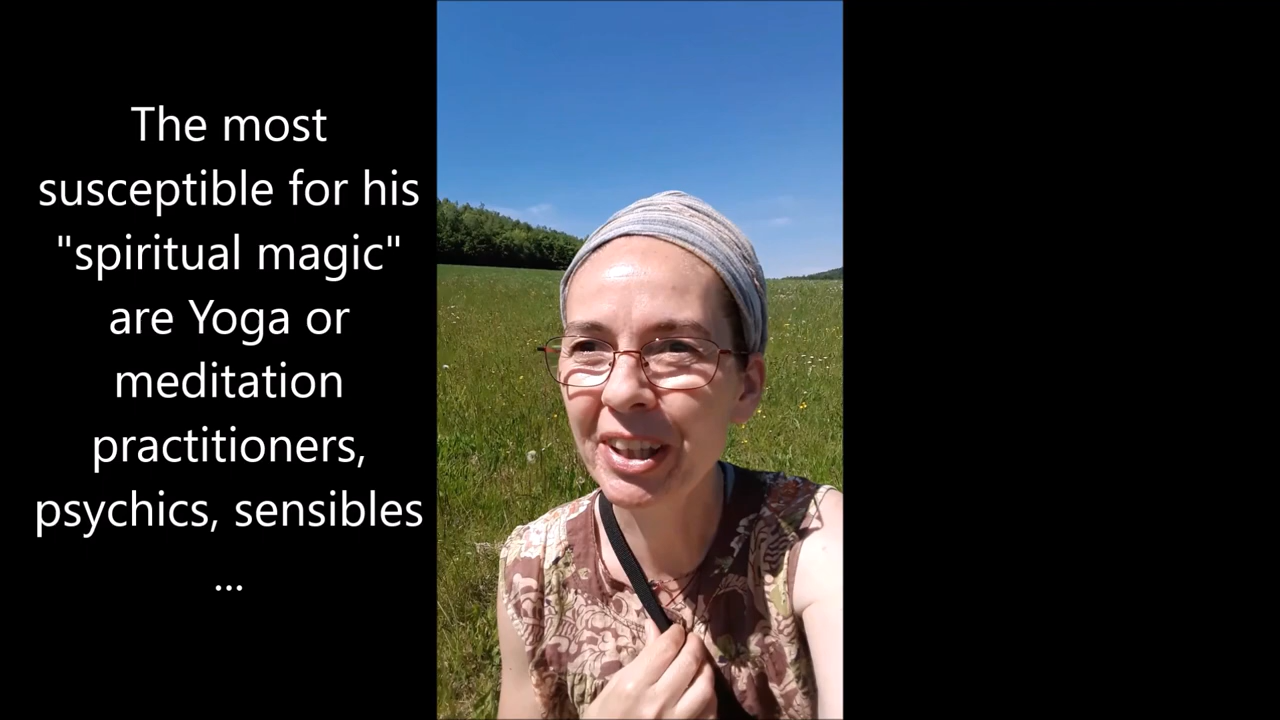 The most
susceptible for his
"spiritual magic"
are Yoga or
meditation
practitioners,
psychics, sensibles
...